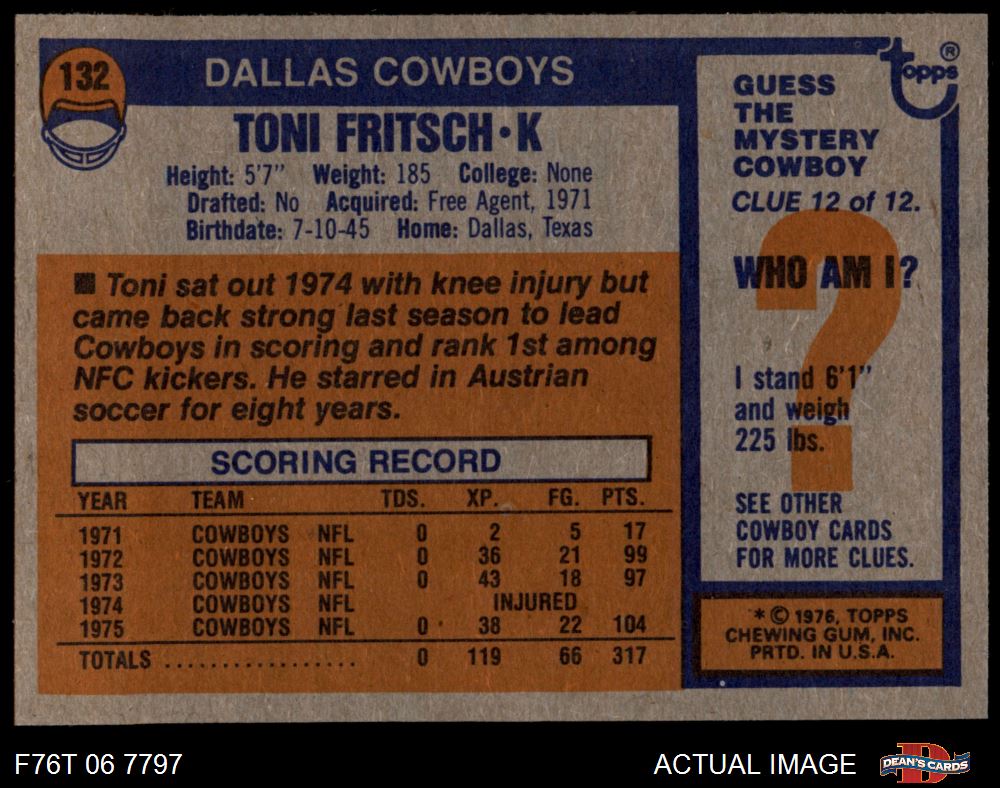 132
DALLAS COWBOYS
TONI FRITSCH • K
Height: 5'7" Weight: 185 College: None
Drafted: No Acquired: Free Agent, 1971
Birthdate: 7-10-45 Home: Dallas, Texas
■ Toni sat out 1974 with knee injury but
came back strong last season to lead
Cowboys in scoring and rank 1st among
NFC kickers. He starred in Austrian
soccer for eight years.
SCORING RECORD
YEAR TEAM TDS. XP. FG. PTS.
1971 COWBOYS NFL 0 2 5 17
1972 COWBOYS NFL 0 36 21 99
1973 COWBOYS NFL 0 43 18 97
1974 COWBOYS NFL INJURED
1975 COWBOYS NFL 0 38 22 104
TOTALS .................. 0 119 66 317
topps®
GUESS
THE
MYSTERY
COWBOY
CLUE 12 of 12.
?
WHO AM I?
I stand 6'1"
and weigh
225 lbs.
SEE OTHER
COWBOY CARDS
FOR MORE CLUES.
* © 1976, TOPPS
CHEWING GUM, INC.
PRTD. IN U.S.A.
F76T 06 7797
ACTUAL IMAGE
D
DEAN'S CARDS